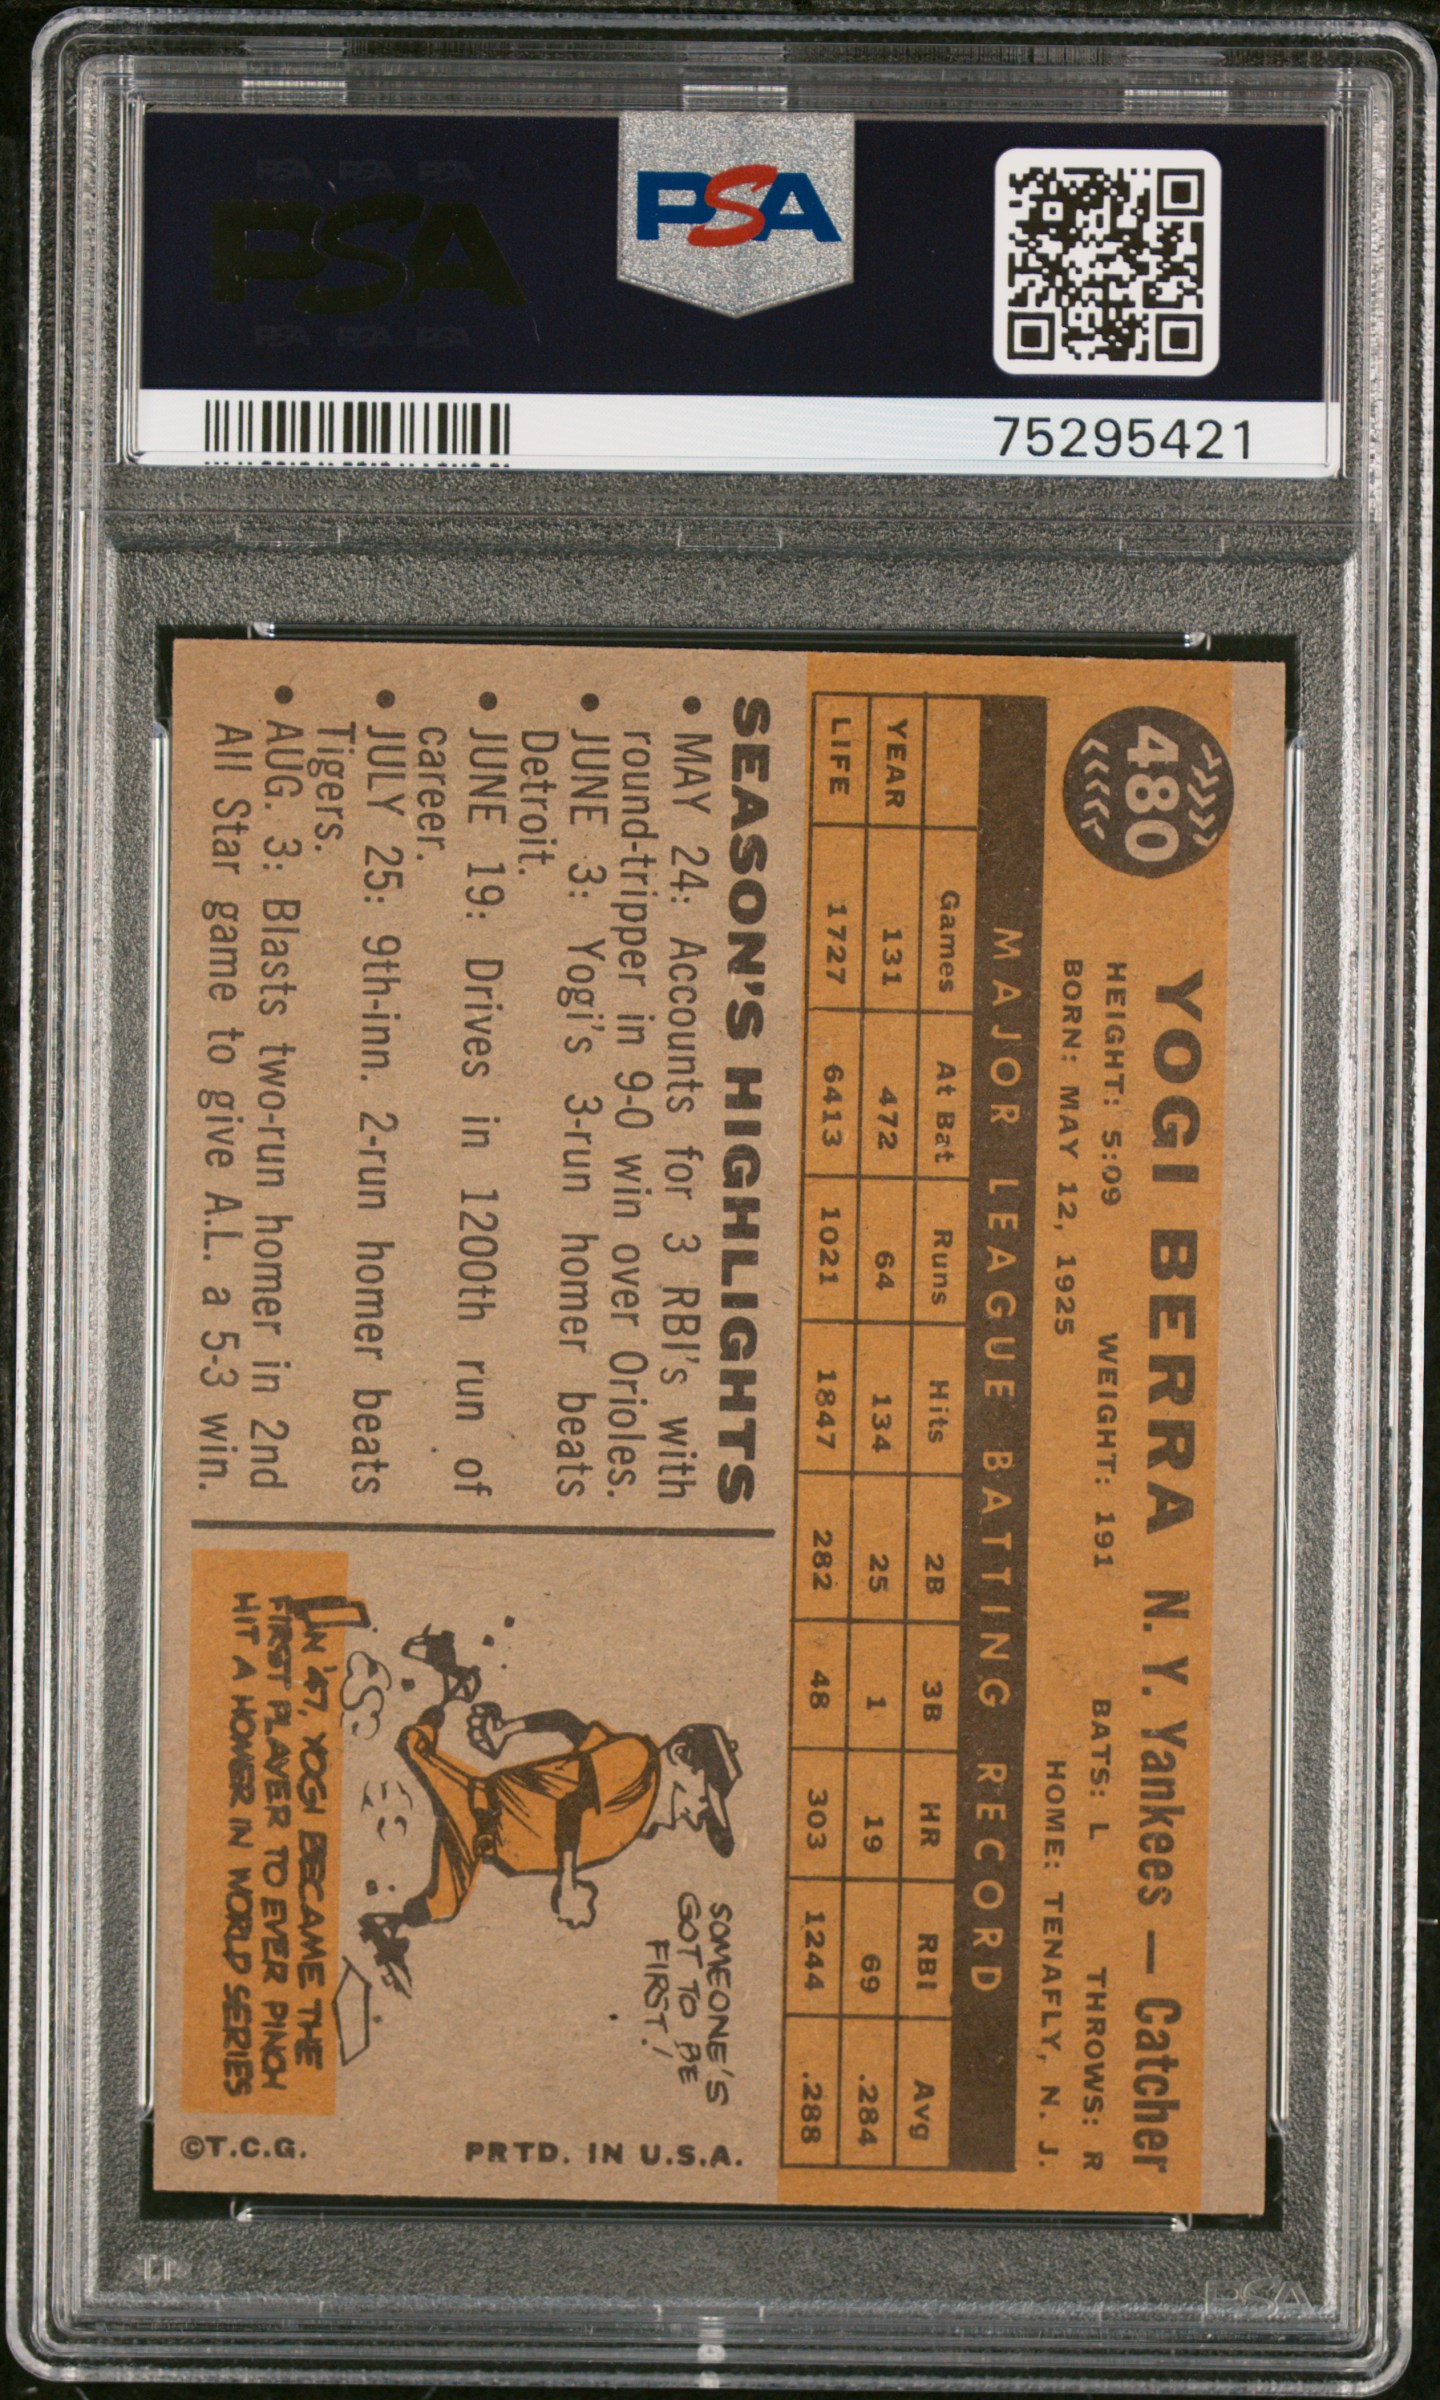 PSA PSA PSA
PSA
PSA PSA PSA
PSA
75295421
480
YOGI BERRA N. Y. Yankees — Catcher
HEIGHT: 5:09 WEIGHT: 191 BATS: L THROWS: R
BORN: MAY 12, 1925 HOME: TENAFLY, N. J.
MAJOR LEAGUE BATTING RECORD
Games At Bat Runs Hits 2B 3B HR RBI Avg
YEAR 131 472 64 134 25 1 19 69 .284
LIFE 1727 6413 1021 1847 282 48 303 1244 .288
SEASON'S HIGHLIGHTS
• MAY 24: Accounts for 3 RBI's with
round-tripper in 9-0 win over Orioles.
• JUNE 3: Yogi's 3-run homer beats
Detroit.
• JUNE 19: Drives in 1200th run of
career.
• JULY 25: 9th-inn. 2-run homer beats
Tigers.
• AUG. 3: Blasts two-run homer in 2nd
All Star game to give A.L. a 5-3 win.
SOMEONE'S
GOT TO BE
FIRST!
IN '47, YOGI BECAME THE
FIRST PLAYER TO EVER PINCH
HIT A HOMER IN WORLD SERIES
PRTD. IN U.S.A.
©T.C.G.
PSA